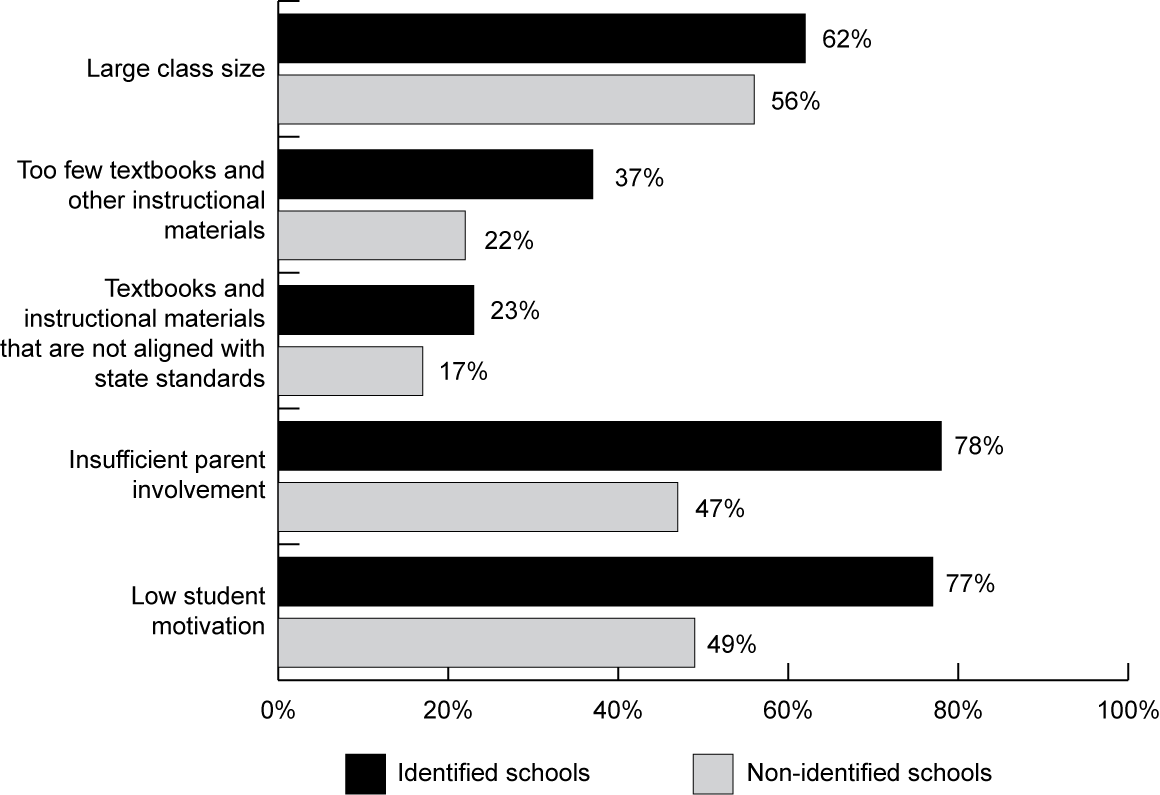 Large class size
62%
56%
Too few textbooks and
other instructional
materials
37%
22%
Textbooks and
instructional materials
that are not aligned with
state standards
23%
17%
Insufficient parent
involvement
78%
47%
Low student
motivation
77%
49%
0% 20% 40% 60% 80% 100%
Identified schools Non-identified schools